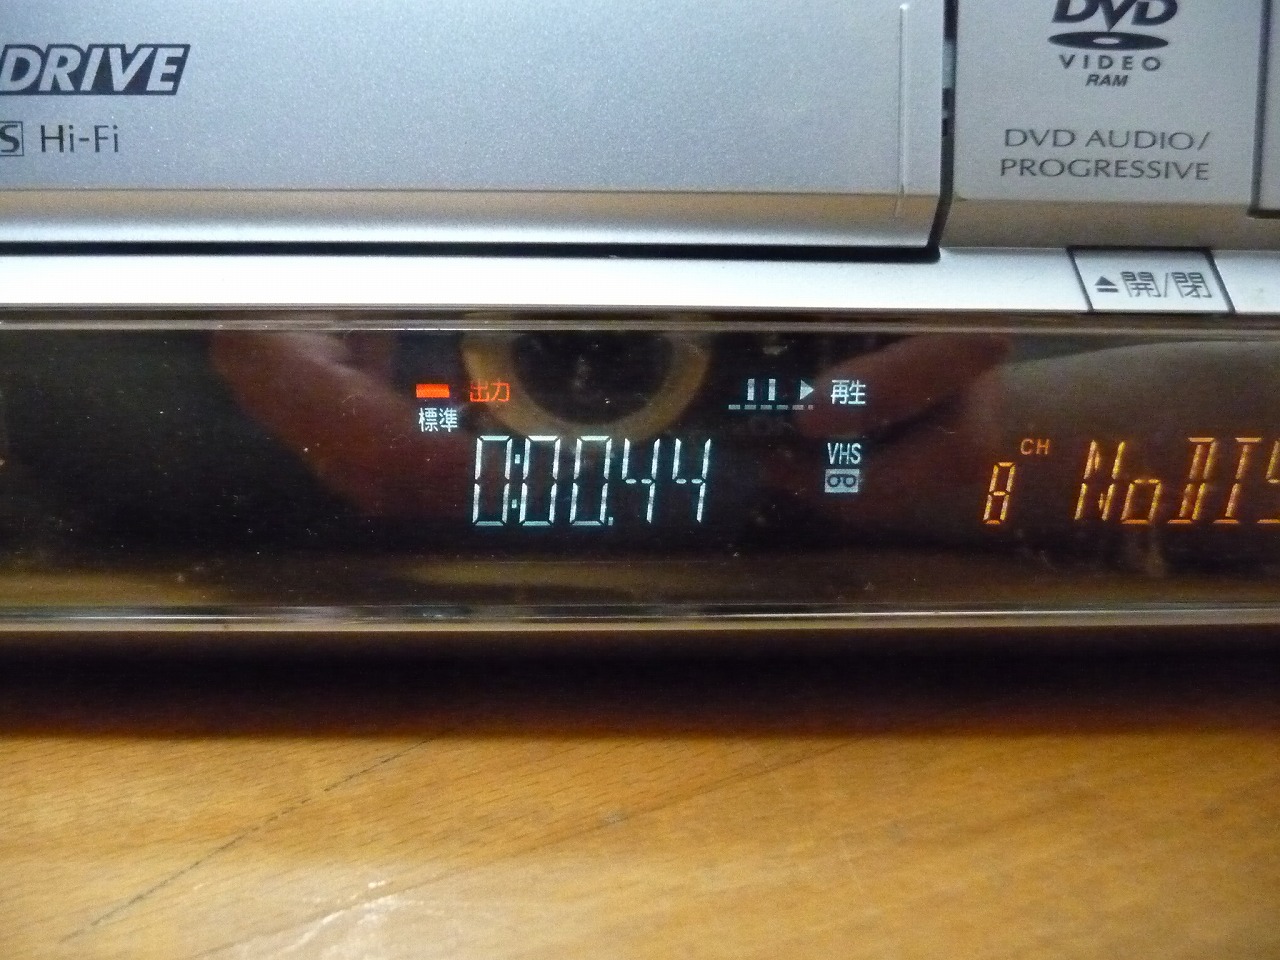 DRIVE
S Hi-Fi
DVD
VIDEO
RAM
DVD AUDIO/
PROGRESSIVE
▲開/閉
出力
標準
0:00.44
再生
VHS
8 CH NoDIS